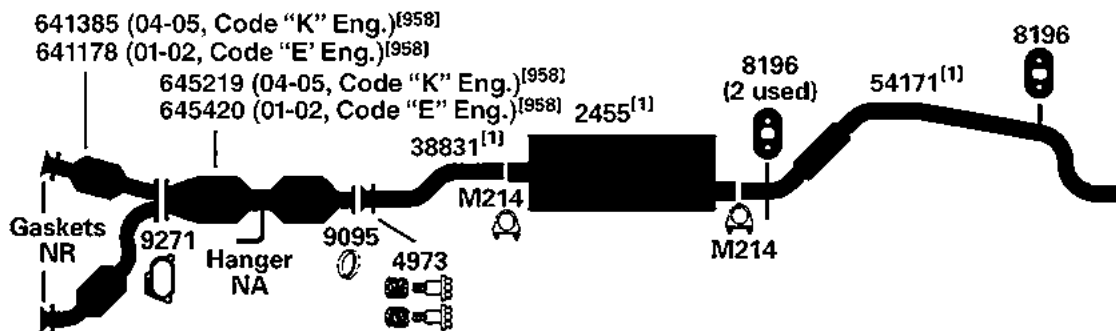 641385 (04-05, Code “K” Eng.)[958]
641178 (01-02, Code “E’ Eng.)[958]
645219 (04-05, Code “K” Eng.)[958]
645420 (01-02, Code “E” Eng.)[958]
38831[1]
2455[1]
8196
(2 used)
54171[1]
8196
M214
M214
Gaskets
NR
9271
Hanger
NA
9095
4973